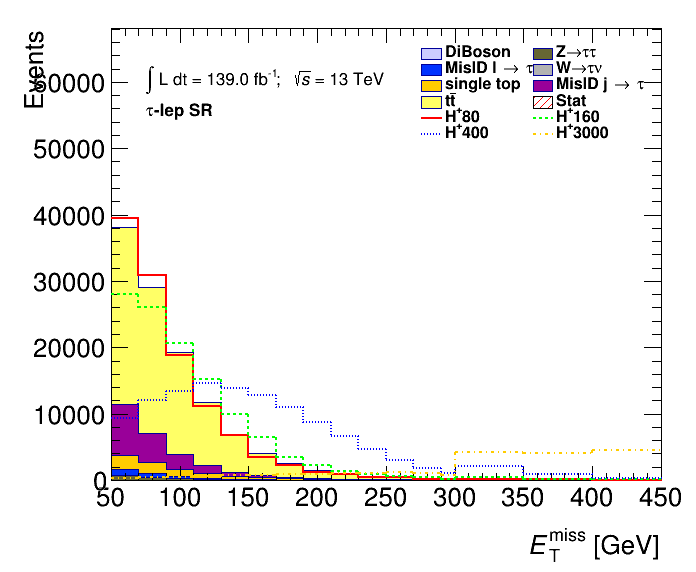 Events
60000
50000
40000
30000
20000
10000
0
∫ L dt = 139.0 fb⁻¹; √s = 13 TeV
τ-lep SR
DiBoson Z→ττ
MisID l → τ W→τν
single top MisID j → τ
tt̄ Stat
H⁺80 H⁺160
H⁺400 H⁺3000
50 100 150 200 250 300 350 400 450
E_T^miss [GeV]